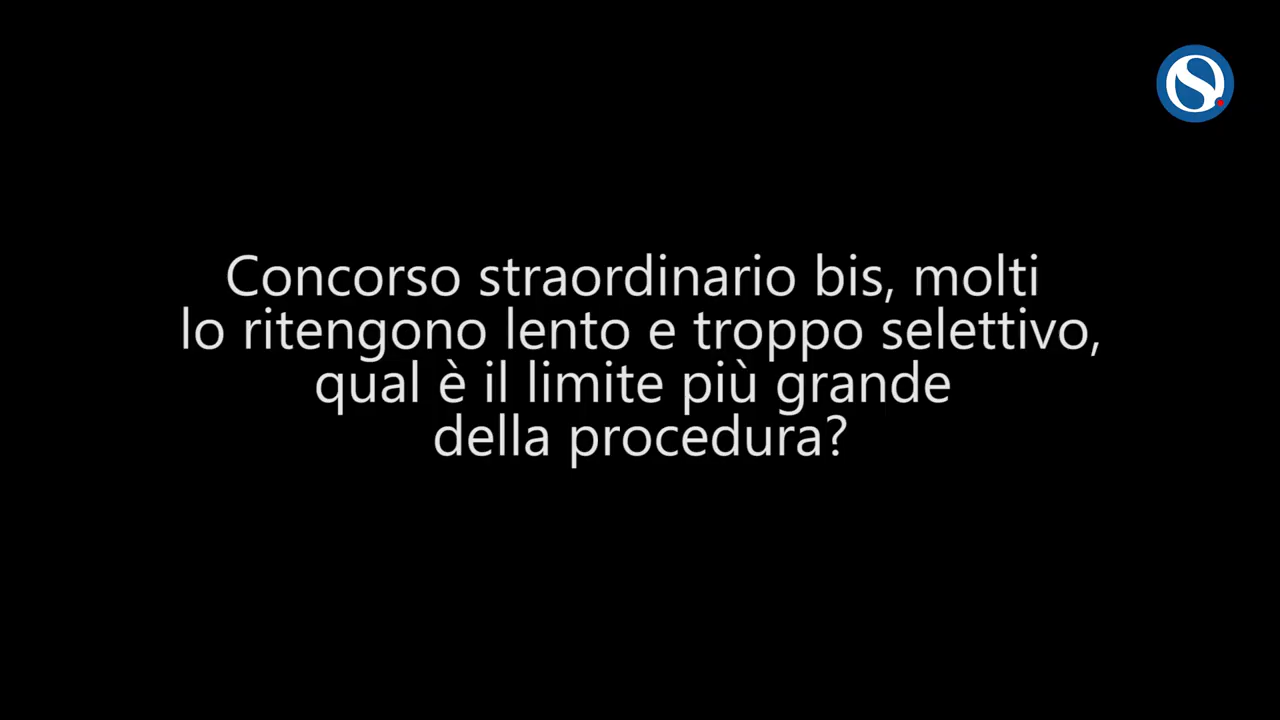 Concorso straordinario bis, molti
lo ritengono lento e troppo selettivo,
qual è il limite più grande
della procedura?